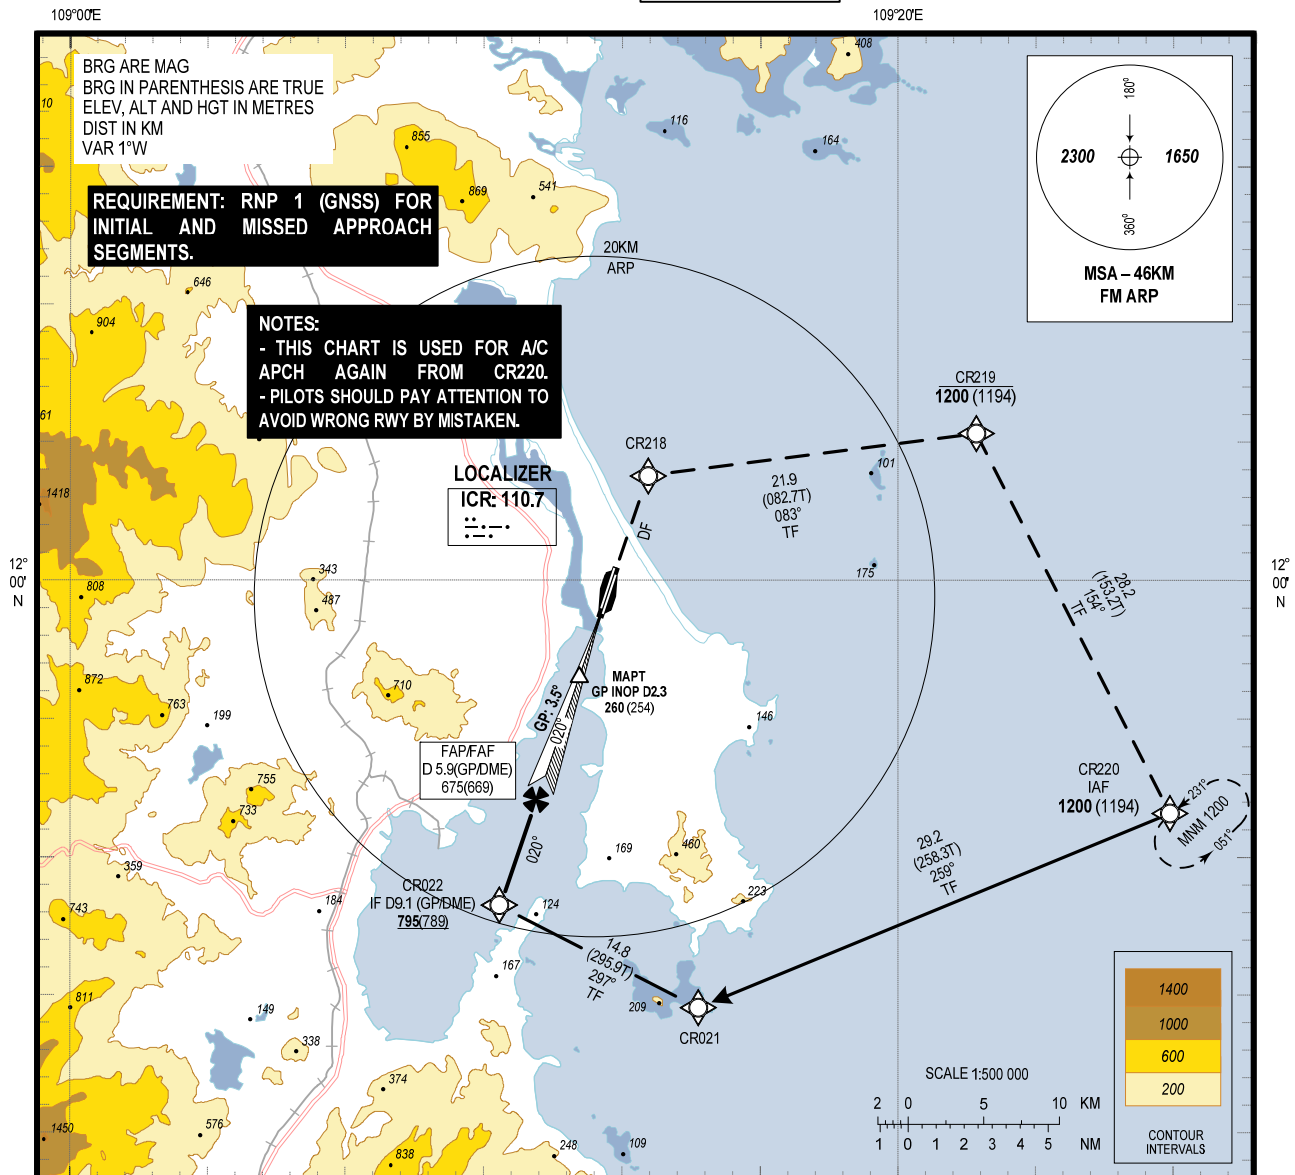 109°00'E
109°20'E
BRG ARE MAG
BRG IN PARENTHESIS ARE TRUE
ELEV, ALT AND HGT IN METRES
DIST IN KM
VAR 1°W
REQUIREMENT: RNP 1 (GNSS) FOR
INITIAL AND MISSED APPROACH
SEGMENTS.
NOTES:
- THIS CHART IS USED FOR A/C
APCH AGAIN FROM CR220.
- PILOTS SHOULD PAY ATTENTION TO
AVOID WRONG RWY BY MISTAKEN.
180°
2300
1650
360°
MSA – 46KM
FM ARP
10
408
116
164
855
869
541
20KM
ARP
646
904
61
CR219
1200 (1194)
CR218
101
LOCALIZER
ICR: 110.7
1418
21.9
(082.7T)
083°
TF
DF
12°
00'
N
12°
00'
N
343
487
808
175
28.2
(153.2T)
154°
TF
872
763
199
710
MAPT
GP INOP D2.3
260 (254)
GP: 3.5°
020°
146
FAP/FAF
D 5.9(GP/DME)
675(669)
755
733
CR220
IAF
1200 (1194)
231°
MNM 1200
051°
020°
169
460
29.2
(258.3T)
259°
TF
359
743
184
CR022
IF D9.1 (GP/DME)
795(789)
124
223
14.8
(295.9T)
297°
TF
167
209
CR021
811
149
338
374
576
1450
838
248
109
SCALE 1:500 000
2 0 5 10 KM
1 0 1 2 3 4 5 NM
1400
1000
600
200
CONTOUR
INTERVALS